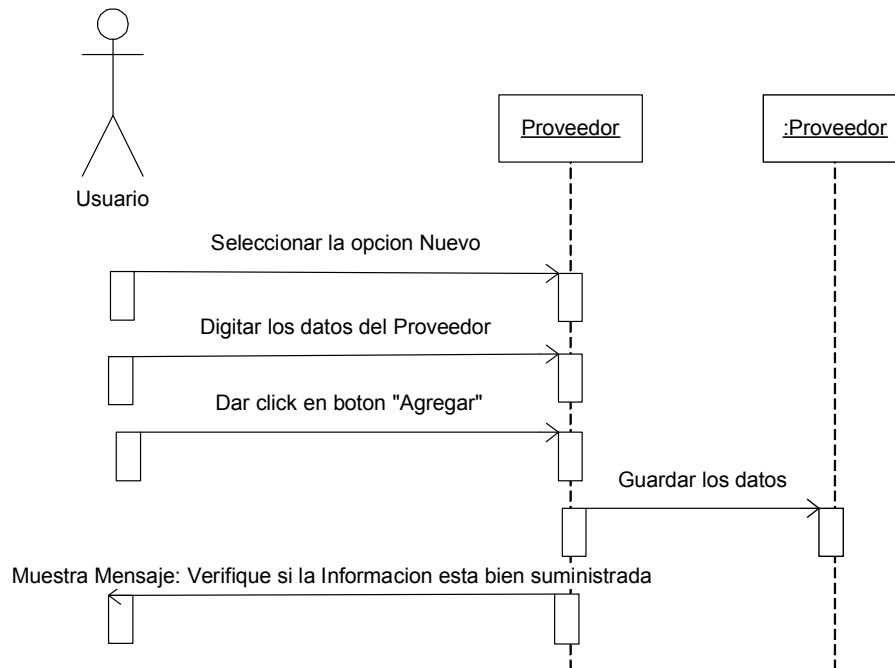 Proveedor
:Proveedor
Usuario
Seleccionar la opcion Nuevo
Digitar los datos del Proveedor
Dar click en boton "Agregar"
Guardar los datos
Muestra Mensaje: Verifique si la Informacion esta bien suministrada